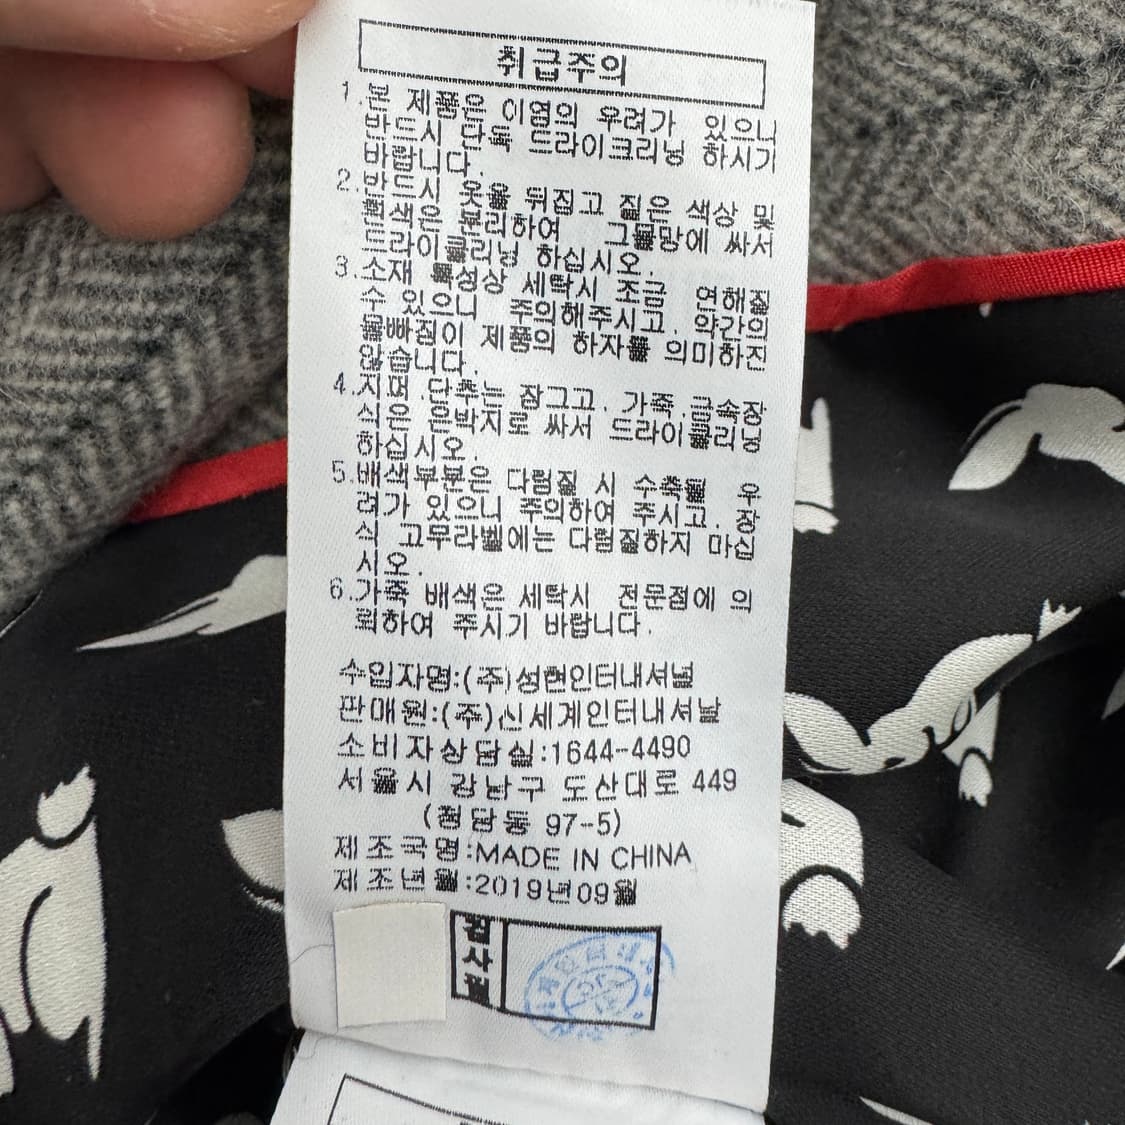 취급주의
1.본 제품은 이염의 우려가 있으니
반드시 단독 드라이크리닝 하시기
바랍니다.
2.반드시 옷을 뒤집고 짙은 색상 및
흰색은 분리하여 그물망에 싸서
드라이클리닝 하십시오.
3.소재 특성상 세탁시 조금 연해질
수 있으니 주의해주시고. 약간의
물빠짐이 제품의 하자를 의미하진
않습니다.
4.지퍼.단추는 잠그고. 가죽.금속장
식은 은박지로 싸서 드라이클리닝
하십시오.
5.배색부분은 다림질 시 수축될 우
려가 있으니 주의하여 주시고. 장
식 고무라벨에는 다림질하지 마십
시오.
6.가죽 배색은 세탁시 전문점에 의
뢰하여 주시기 바랍니다.
수입자명:(주)성현인터내셔널
판매원:(주)신세계인터내셔날
소비자상담실:1644-4490
서울시 강남구 도산대로 449
(청담동 97-5)
제조국명:MADE IN CHINA
제조년월:2019년09월
검사필